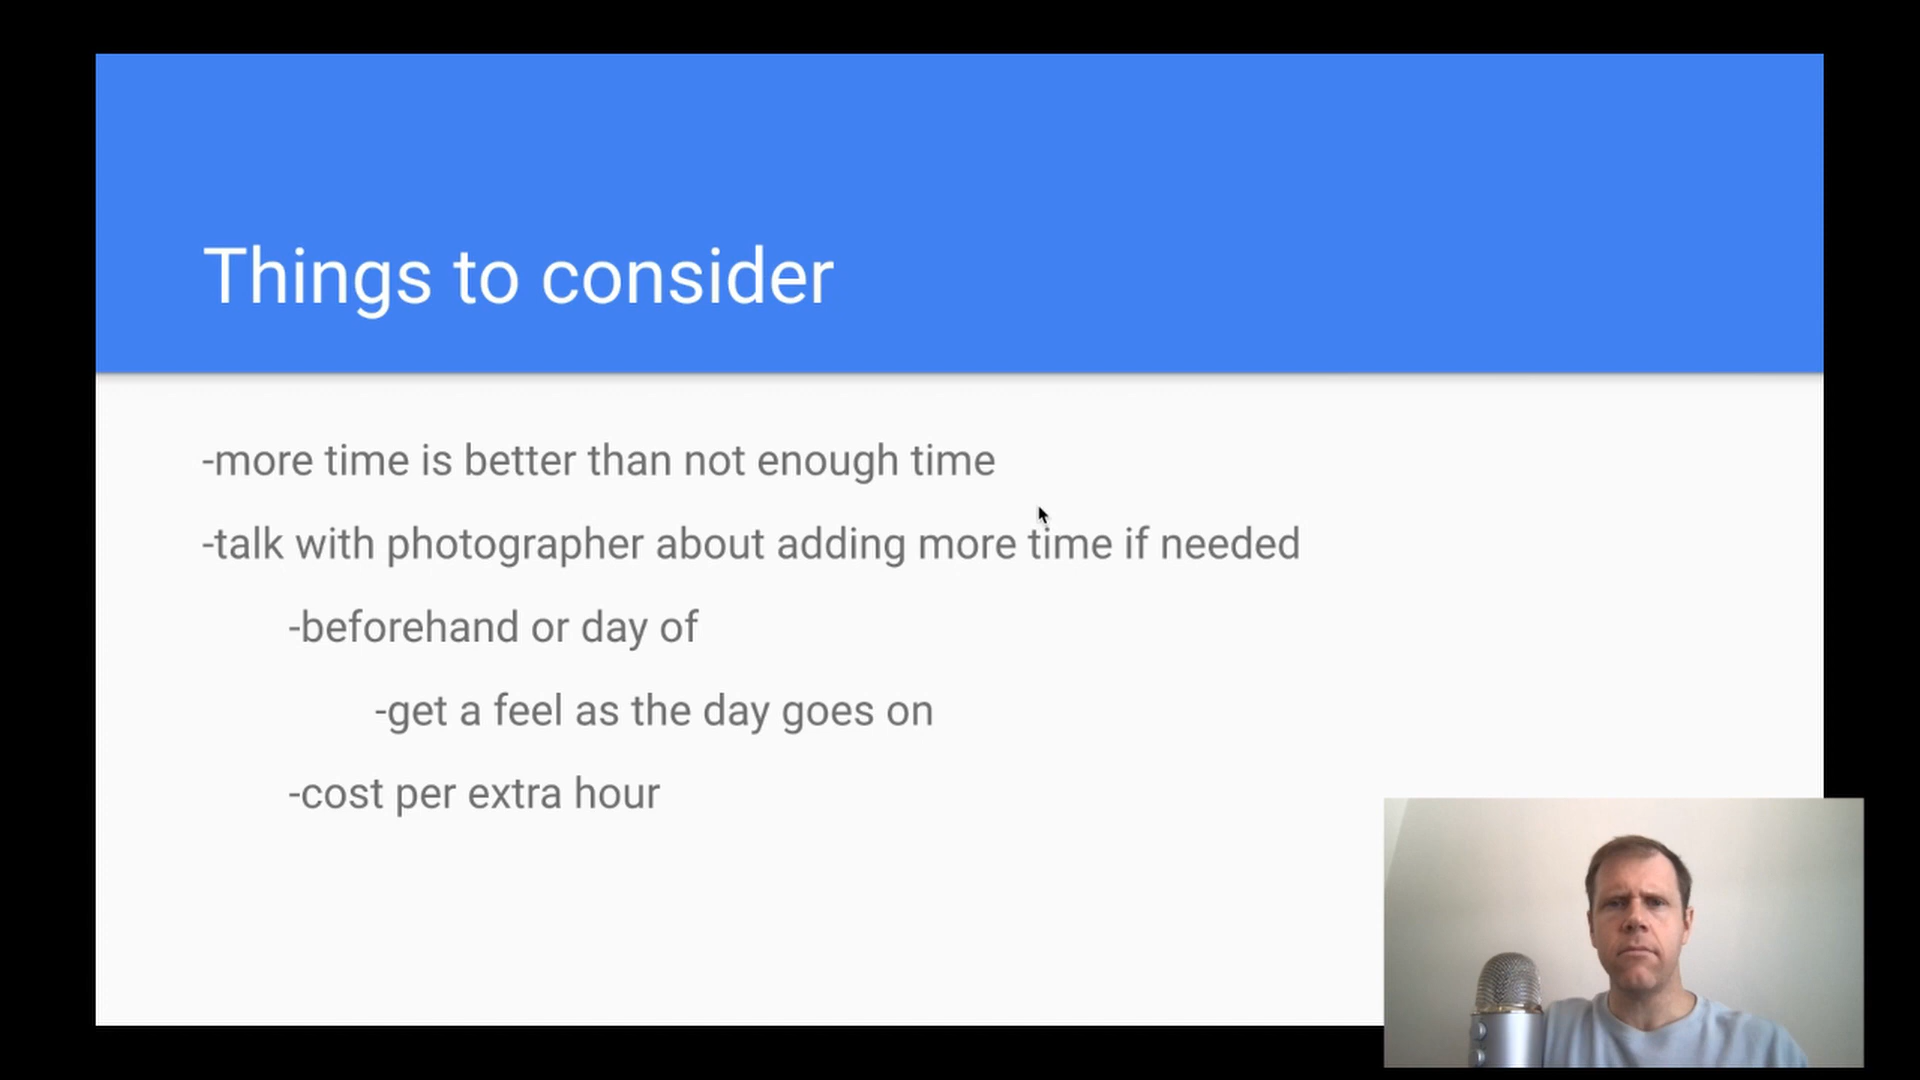 Things to consider
-more time is better than not enough time
-talk with photographer about adding more time if needed
-beforehand or day of
-get a feel as the day goes on
-cost per extra hour